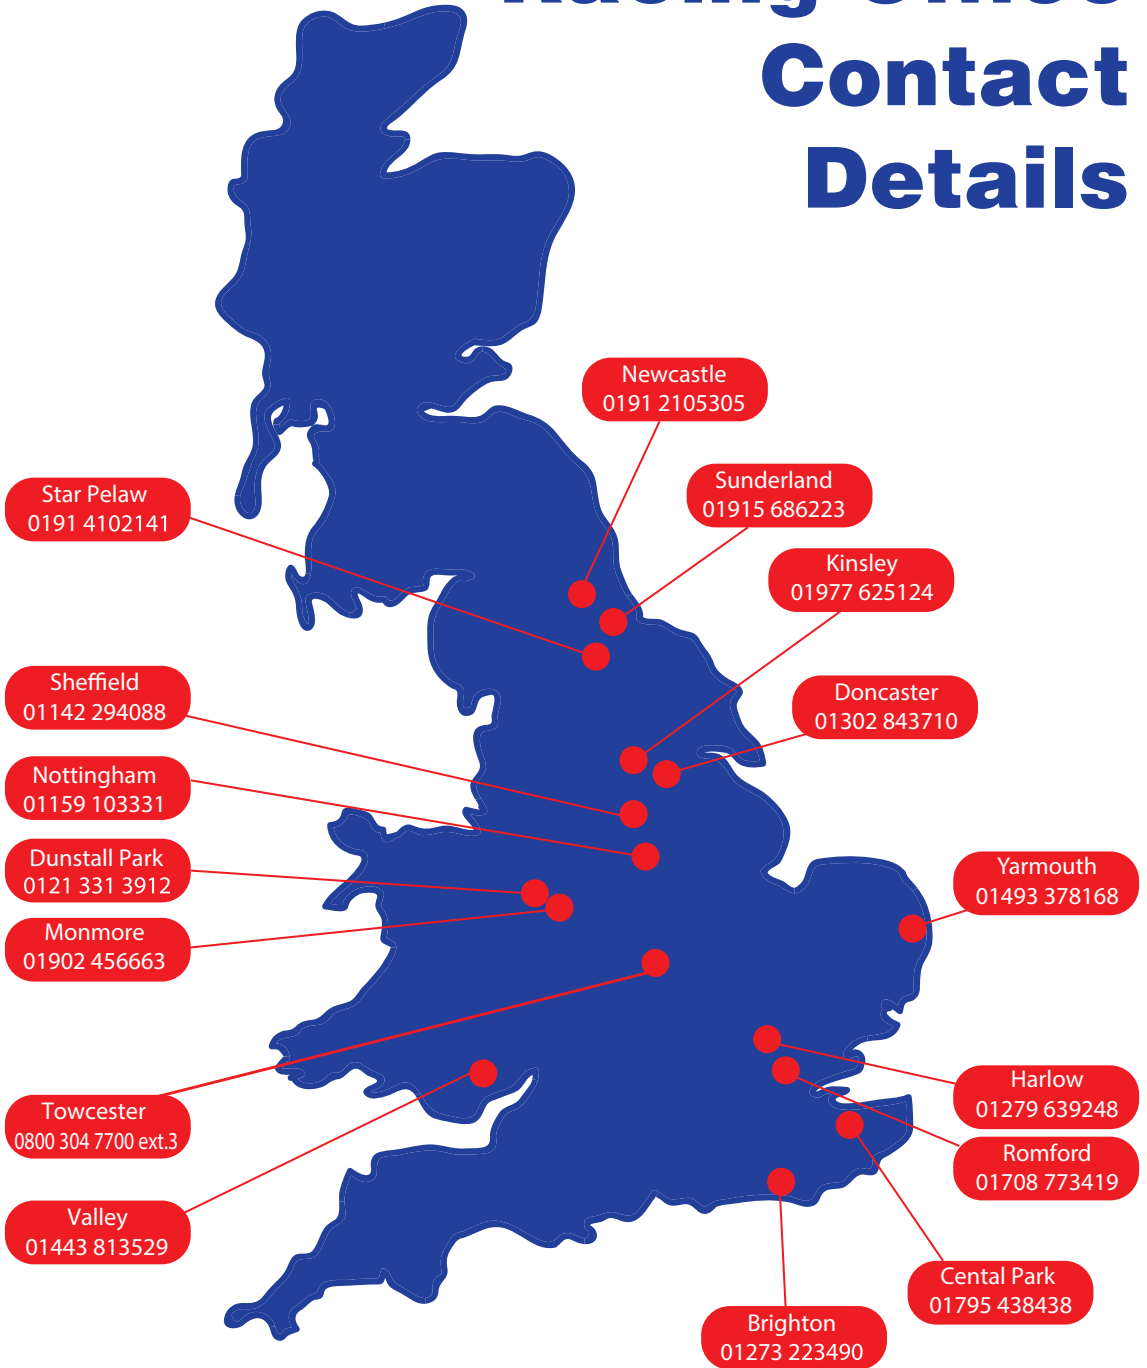 Contact
Details
Newcastle
0191 2105305
Sunderland
01915 686223
Star Pelaw
0191 4102141
Kinsley
01977 625124
Sheffield
01142 294088
Doncaster
01302 843710
Nottingham
01159 103331
Dunstall Park
0121 331 3912
Yarmouth
01493 378168
Monmore
01902 456663
Harlow
01279 639248
Towcester
0800 304 7700 ext.3
Romford
01708 773419
Valley
01443 813529
Cental Park
01795 438438
Brighton
01273 223490